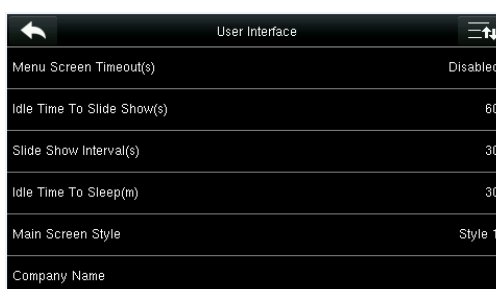 User Interface
Menu Screen Timeout(s) Disabled
Idle Time To Slide Show(s) 60
Slide Show Interval(s) 30
Idle Time To Sleep(m) 30
Main Screen Style Style 1
Company Name